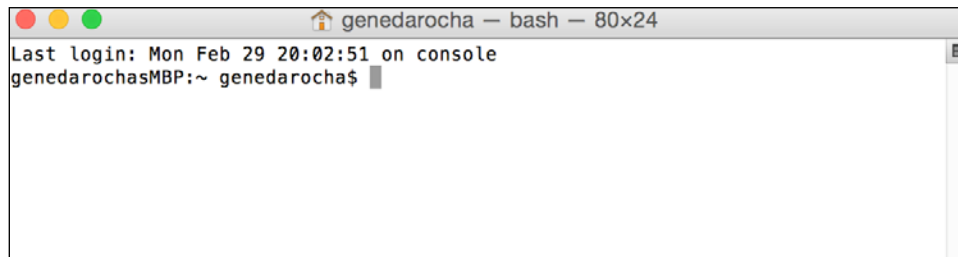 genedarocha — bash — 80×24
Last login: Mon Feb 29 20:02:51 on console
genedarochasMBP:~ genedarocha$